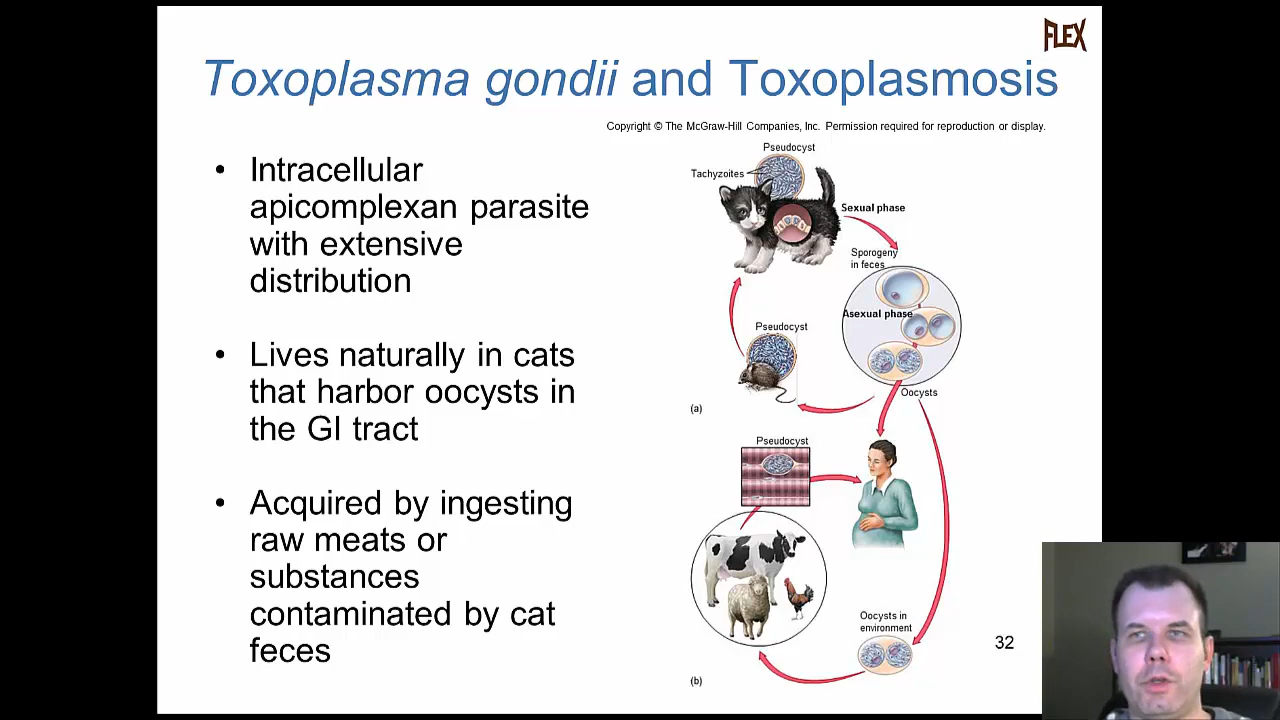 FLEX
Toxoplasma gondii and Toxoplasmosis
Copyright © The McGraw-Hill Companies, Inc. Permission required for reproduction or display.
• Intracellular
apicomplexan parasite
with extensive
distribution
• Lives naturally in cats
that harbor oocysts in
the GI tract
• Acquired by ingesting
raw meats or
substances
contaminated by cat
feces
Pseudocyst
Tachyzoites
Sexual phase
Sporogeny
in feces
Asexual phase
Pseudocyst
Oocysts
(a)
Pseudocyst
Oocysts in
environment
(b)
32